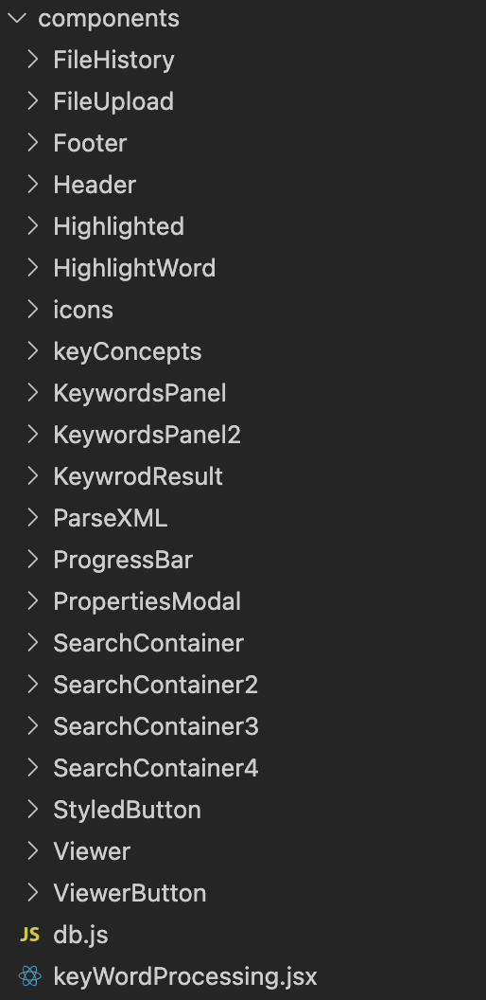 components
FileHistory
FileUpload
Footer
Header
Highlighted
HighlightWord
icons
keyConcepts
KeywordsPanel
KeywordsPanel2
KeywrodResult
ParseXML
ProgressBar
PropertiesModal
SearchContainer
SearchContainer2
SearchContainer3
SearchContainer4
StyledButton
Viewer
ViewerButton
JS db.js
keyWordProcessing.jsx